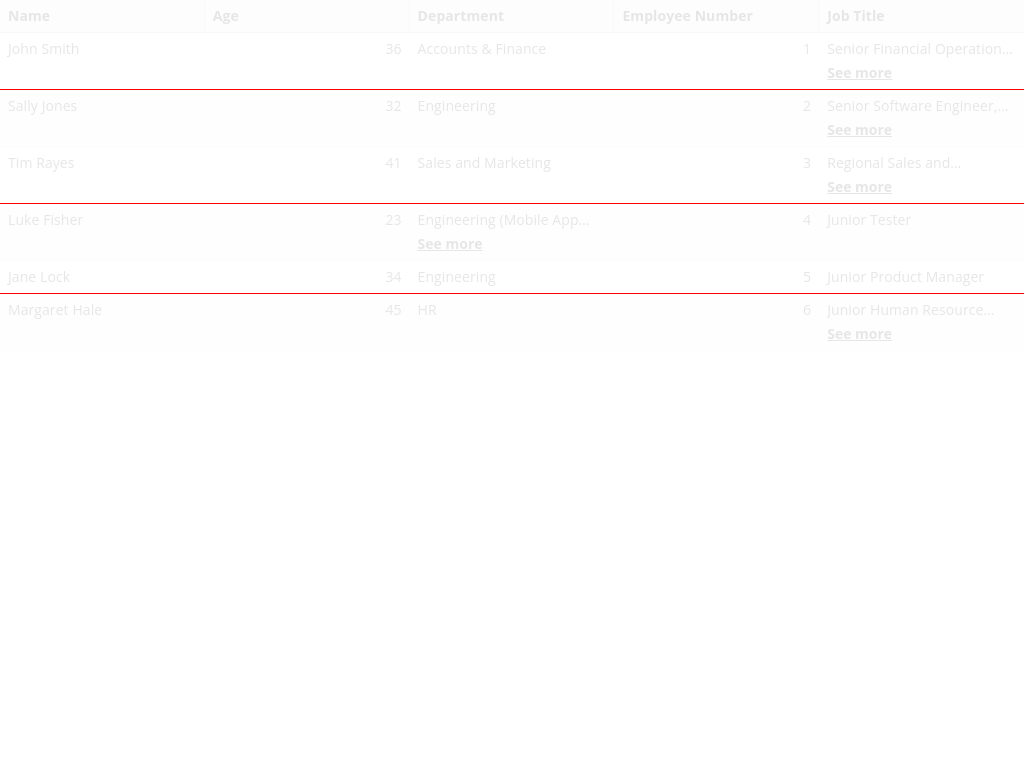 Name Age Department Employee Number Job Title
John Smith 36 Accounts & Finance 1 Senior Financial Operation...
See more
Sally Jones 32 Engineering 2 Senior Software Engineer,...
See more
Tim Rayes 41 Sales and Marketing 3 Regional Sales and...
See more
Luke Fisher 23 Engineering (Mobile App... 4 Junior Tester
See more
Jane Lock 34 Engineering 5 Junior Product Manager
Margaret Hale 45 HR 6 Junior Human Resource...
See more